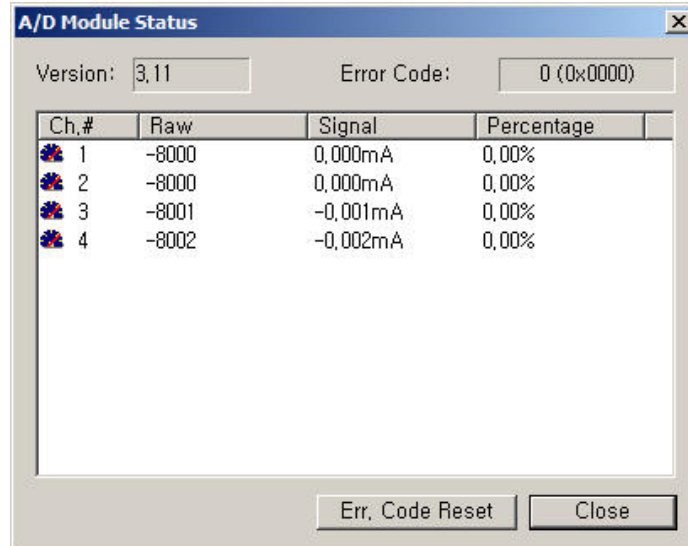 A/D Module Status
Version: 3,11 Error Code: 0 (0x0000)
Ch,# Raw Signal Percentage
1 -8000 0,000mA 0,00%
2 -8000 0,000mA 0,00%
3 -8001 -0,001mA 0,00%
4 -8002 -0,002mA 0,00%
Err, Code Reset Close